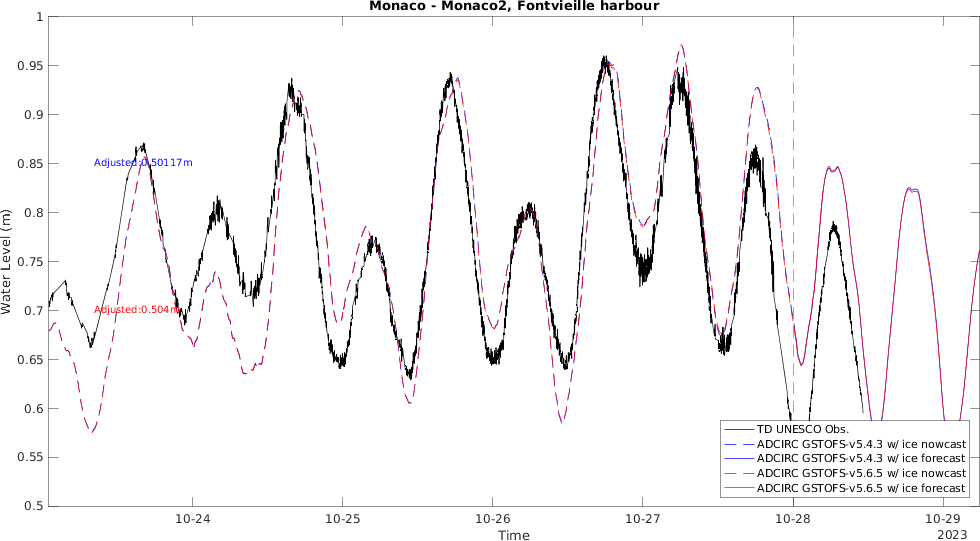 Monaco - Monaco2, Fontvieille harbour
1
0.95
0.9
0.85
0.8
0.75
0.7
0.65
0.6
0.55
0.5
Water Level (m)
Adjusted:0.50117m
Adjusted:0.504m
TD UNESCO Obs.
ADCIRC GSTOFS-v5.4.3 w/ ice nowcast
ADCIRC GSTOFS-v5.4.3 w/ ice forecast
ADCIRC GSTOFS-v5.6.5 w/ ice nowcast
ADCIRC GSTOFS-v5.6.5 w/ ice forecast
10-24 10-25 10-26 10-27 10-28 10-29
Time
2023